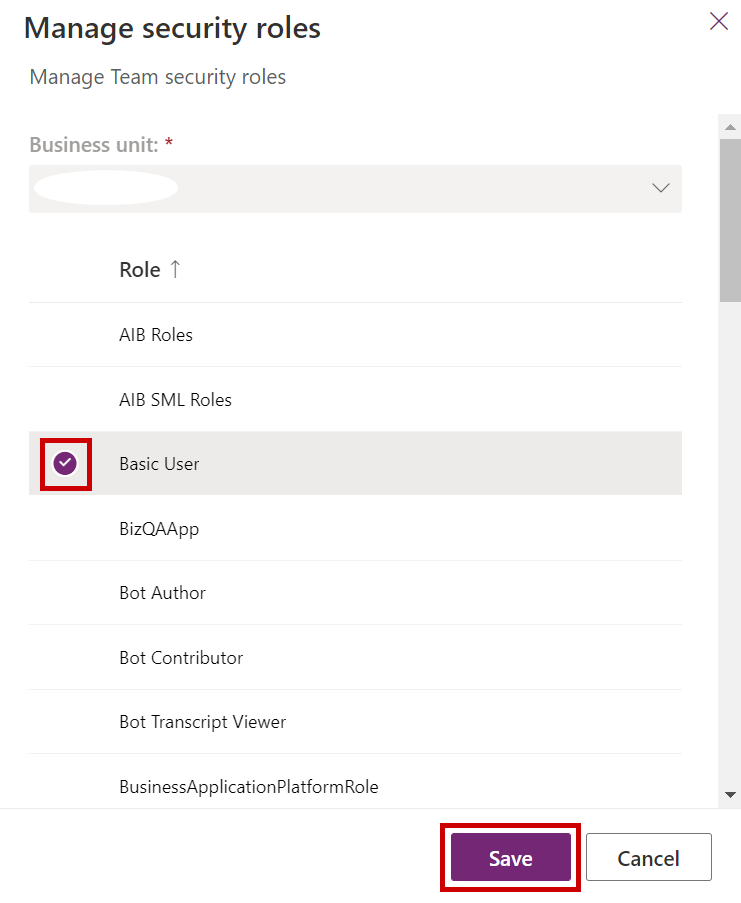 Manage security roles
Manage Team security roles
Business unit: *
Role ↑
AIB Roles
AIB SML Roles
Basic User
BizQAApp
Bot Author
Bot Contributor
Bot Transcript Viewer
BusinessApplicationPlatformRole
Save
Cancel